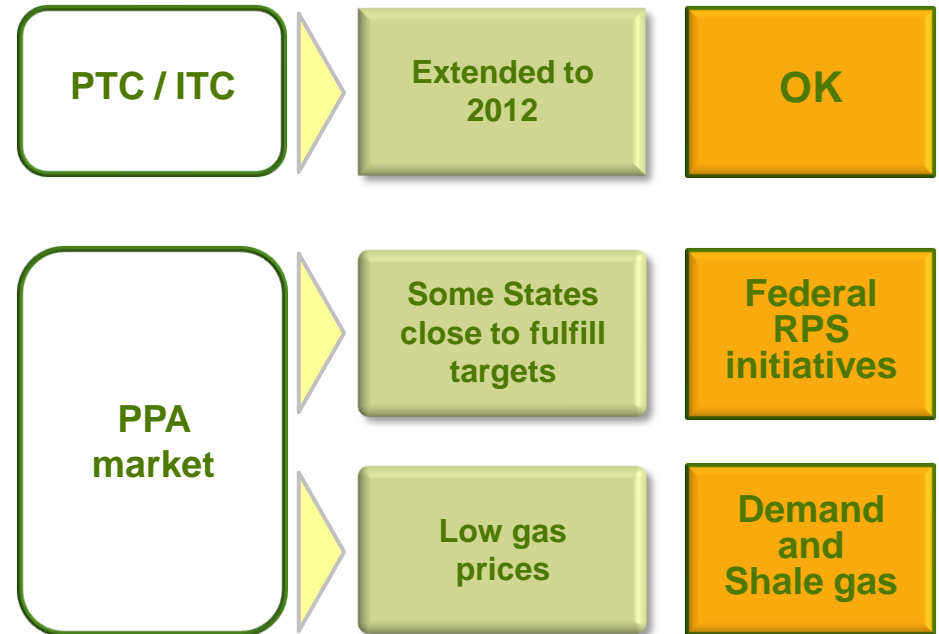 PTC / ITC
Extended to
2012
OK
PPA
market
Some States
close to fulfill
targets
Federal
RPS
initiatives
Low gas
prices
Demand
and
Shale gas